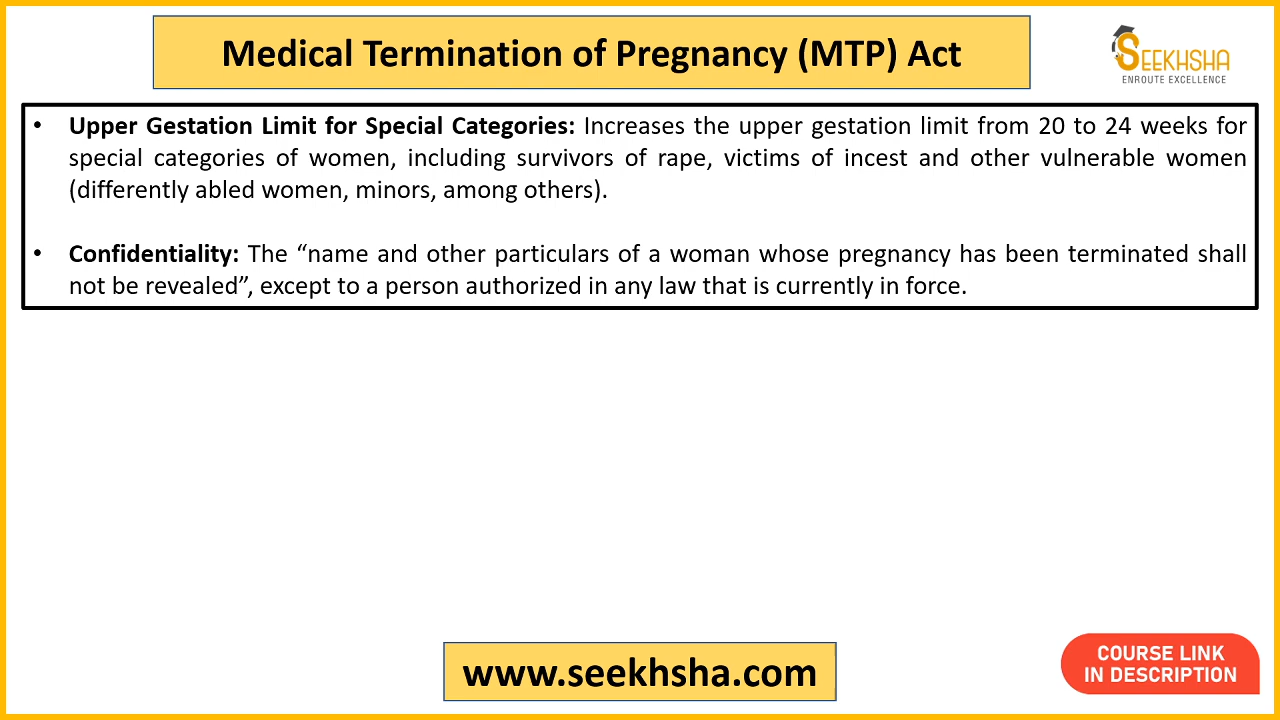 Medical Termination of Pregnancy (MTP) Act
SEEKHSHA
ENROUTE EXCELLENCE
• Upper Gestation Limit for Special Categories: Increases the upper gestation limit from 20 to 24 weeks for
special categories of women, including survivors of rape, victims of incest and other vulnerable women
(differently abled women, minors, among others).
• Confidentiality: The “name and other particulars of a woman whose pregnancy has been terminated shall
not be revealed”, except to a person authorized in any law that is currently in force.
www.seekhsha.com
COURSE LINK
IN DESCRIPTION